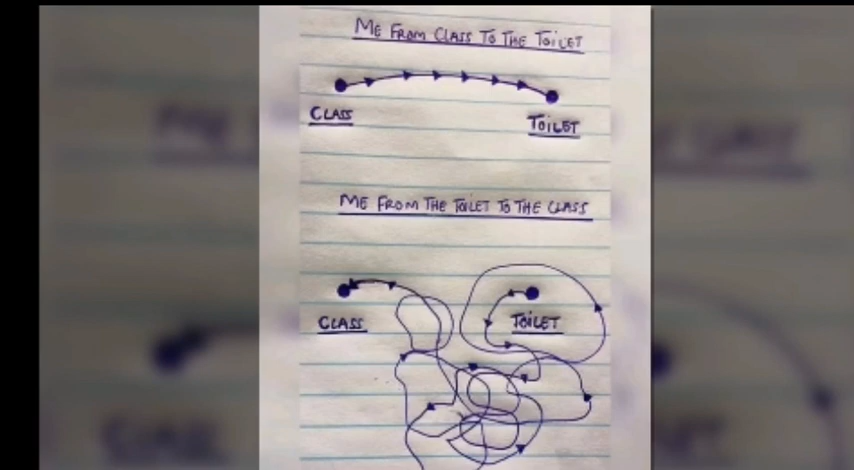 ME FROM CLASS TO THE TOILET
CLASS
TOILET
ME FROM THE TOILET TO THE CLASS
CLASS
TOILET